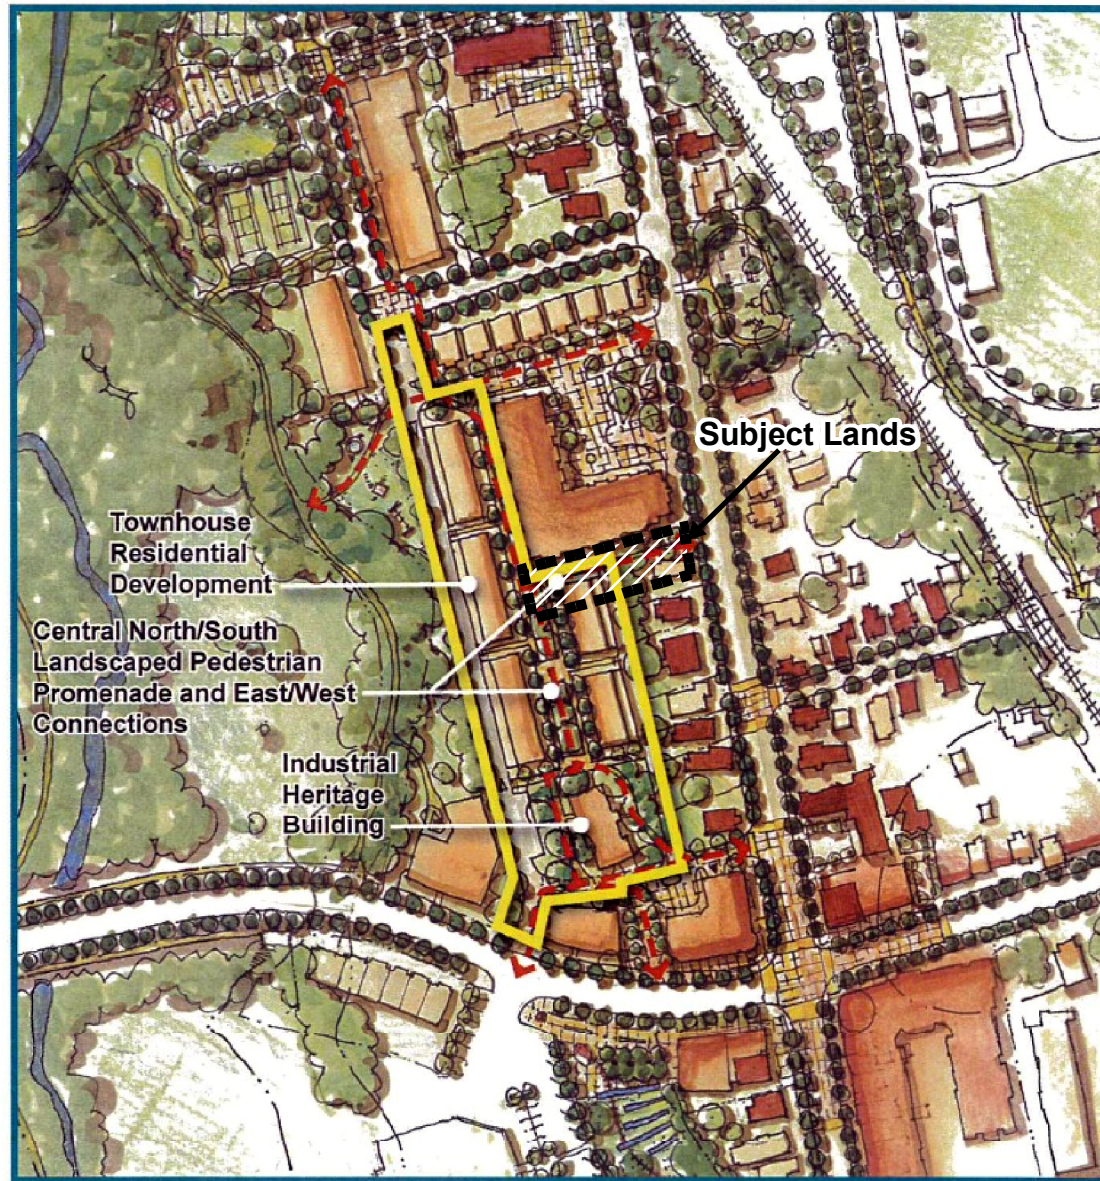 Subject Lands
Townhouse
Residential
Development
Central North/South
Landscaped Pedestrian
Promenade and East/West
Connections
Industrial
Heritage
Building